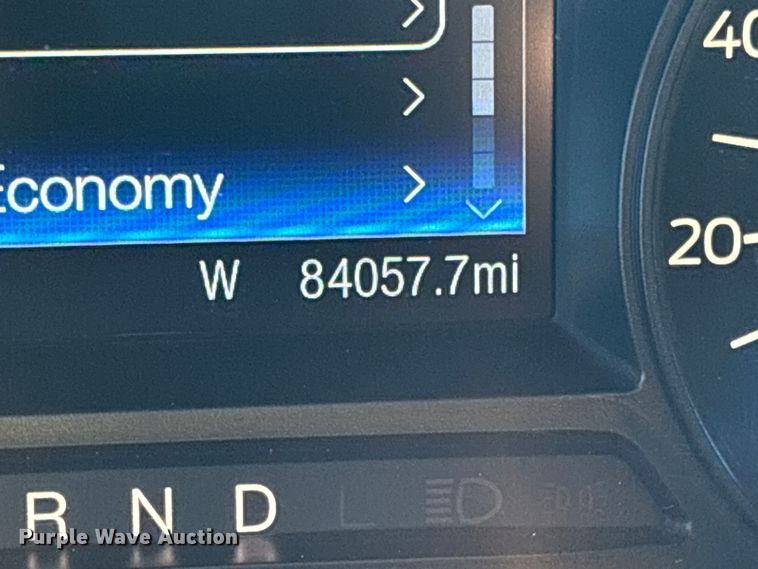 40
Economy
20
W 84057.7mi
R N D L
Purple Wave Auction